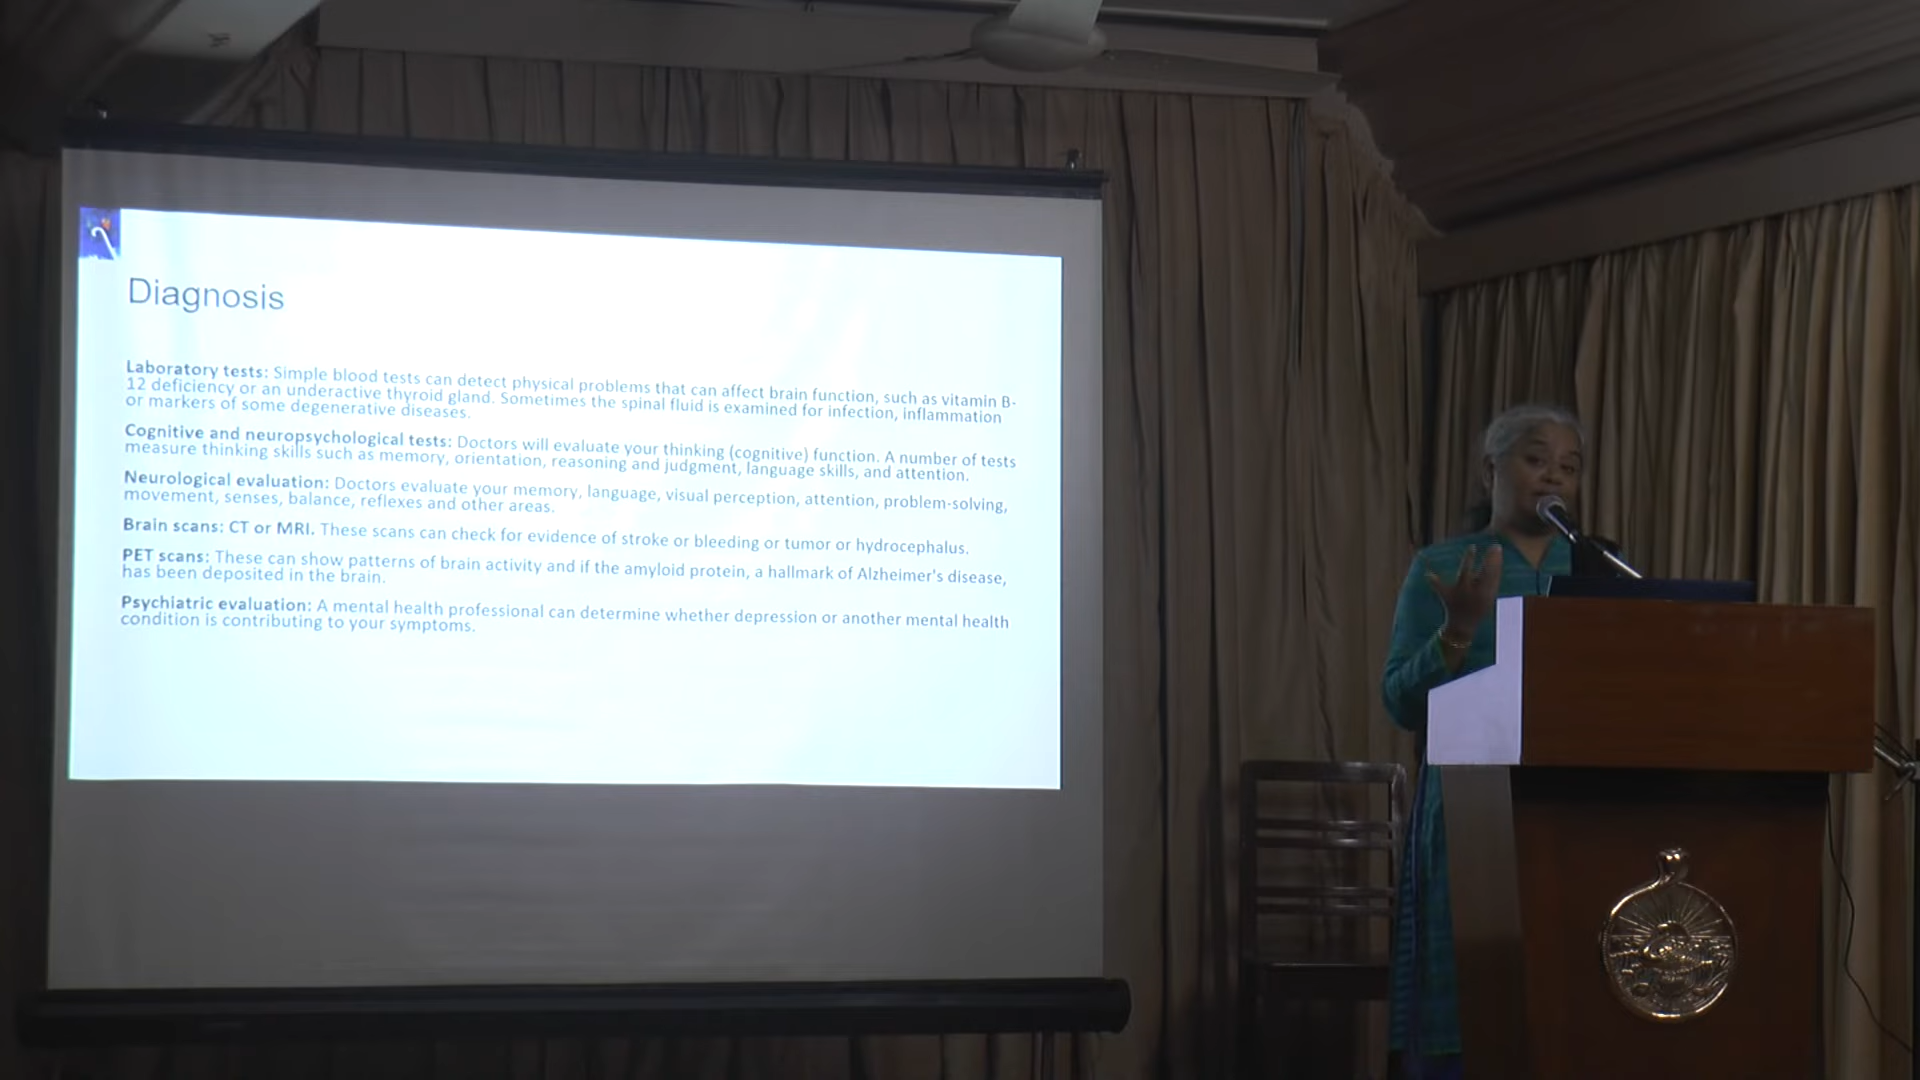 Diagnosis
Laboratory tests: Simple blood tests can detect physical problems that can affect brain function, such as vitamin B-
12 deficiency or an underactive thyroid gland. Sometimes the spinal fluid is examined for infection, inflammation
or markers of some degenerative diseases.
Cognitive and neuropsychological tests: Doctors will evaluate your thinking (cognitive) function. A number of tests
measure thinking skills such as memory, orientation, reasoning and judgment, language skills, and attention.
Neurological evaluation: Doctors evaluate your memory, language, visual perception, attention, problem-solving,
movement, senses, balance, reflexes and other areas.
Brain scans: CT or MRI. These scans can check for evidence of stroke or bleeding or tumor or hydrocephalus.
PET scans: These can show patterns of brain activity and if the amyloid protein, a hallmark of Alzheimer's disease,
has been deposited in the brain.
Psychiatric evaluation: A mental health professional can determine whether depression or another mental health
condition is contributing to your symptoms.